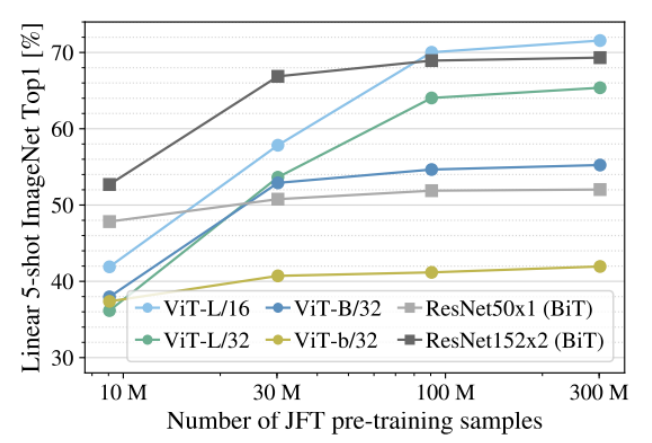 Linear 5-shot ImageNet Top1 [%]
70
60
50
40
30
ViT-L/16
ViT-B/32
ResNet50x1 (BiT)
ViT-L/32
ViT-b/32
ResNet152x2 (BiT)
10 M
30 M
100 M
300 M
Number of JFT pre-training samples